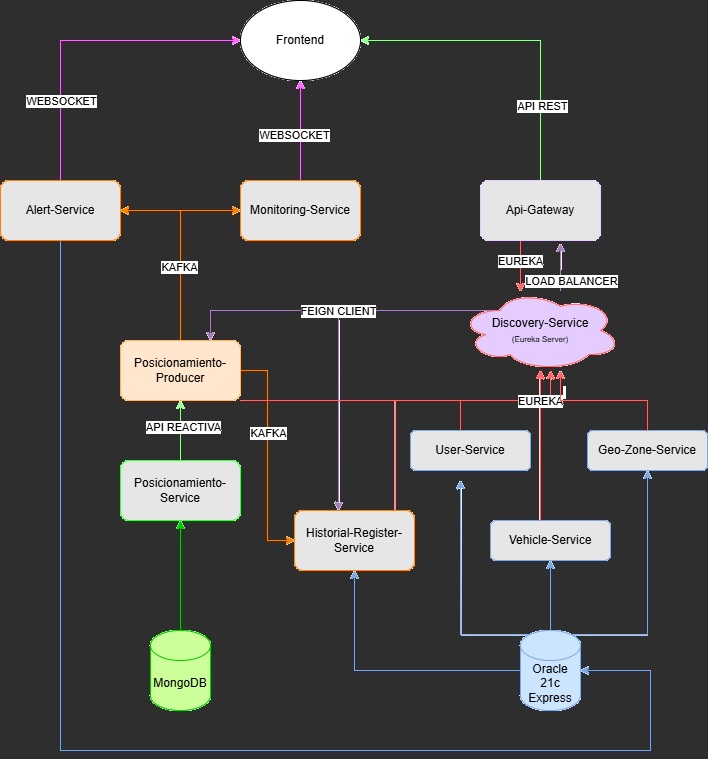 Frontend
WEBSOCKET
API REST
WEBSOCKET
Alert-Service
Monitoring-Service
Api-Gateway
KAFKA
EUREKA
LOAD BALANCER
FEIGN CLIENT
Discovery-Service
(Eureka Server)
Posicionamiento-
Producer
EUREKA
API REACTIVA
KAFKA
User-Service
Geo-Zone-Service
Posicionamiento-
Service
Historial-Register-
Service
Vehicle-Service
MongoDB
Oracle
21c
Express